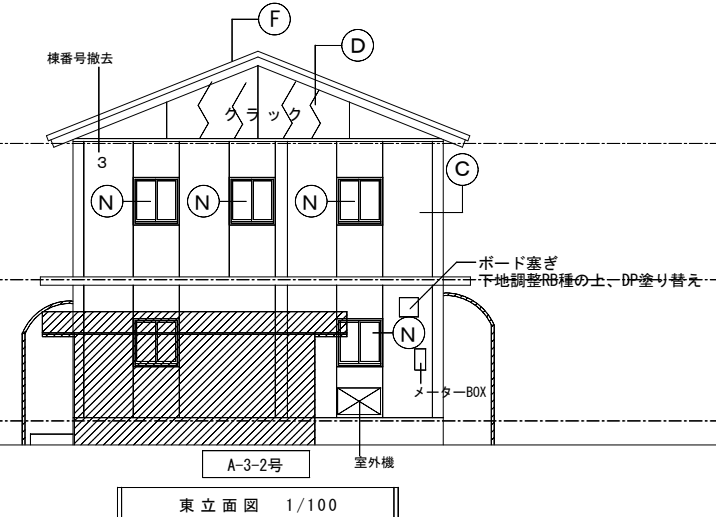 F
D
棟番号撤去
クラック
3
C
N
N
N
ボード塞ぎ
下地調整RB種の上、DP塗り替え
N
メーターBOX
A-3-2号
室外機
東立面図 1/100